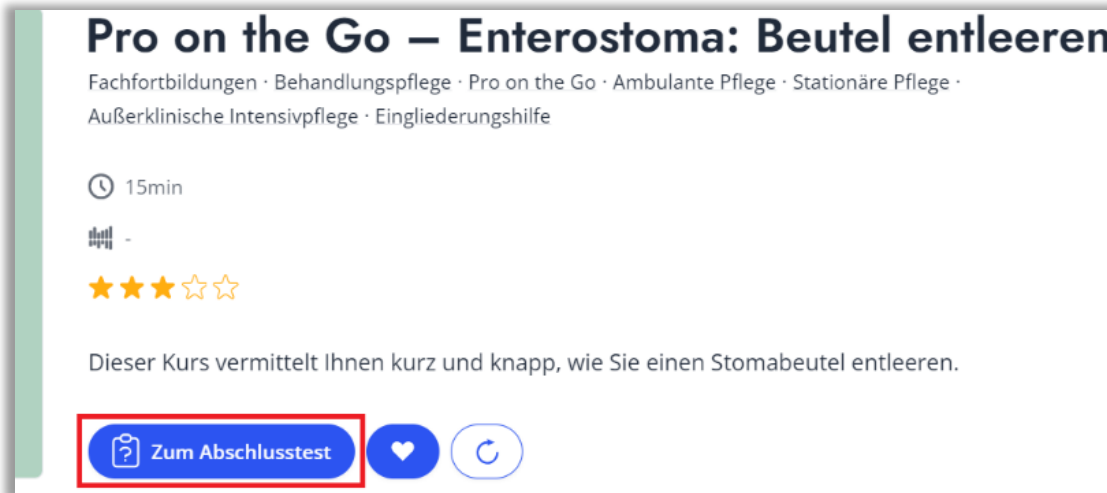 Pro on the Go – Enterostoma: Beutel entleeren
Fachfortbildungen · Behandlungspflege · Pro on the Go · Ambulante Pflege · Stationäre Pflege ·
Außerklinische Intensivpflege · Eingliederungshilfe
15min
-
Dieser Kurs vermittelt Ihnen kurz und knapp, wie Sie einen Stomabeutel entleeren.
Zum Abschlusstest